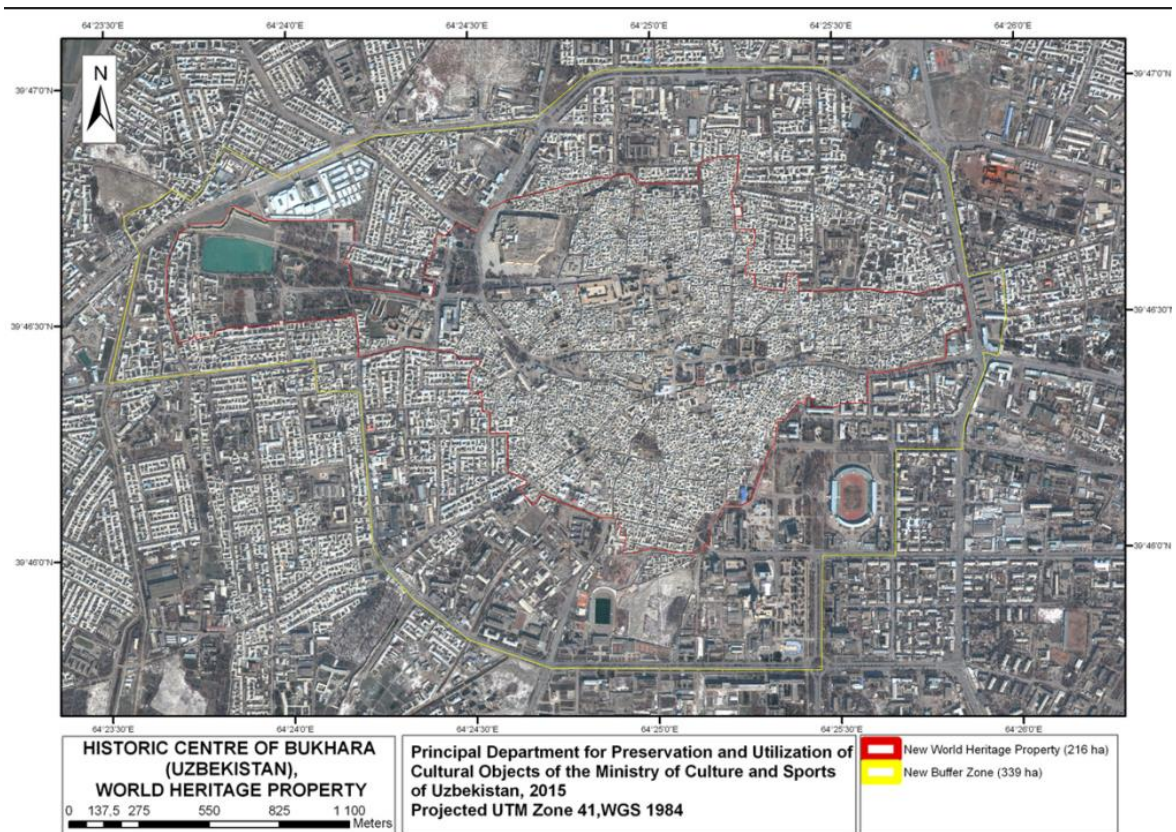 64°23'30"E 64°24'0"E 64°24'30"E 64°25'0"E 64°25'30"E 64°26'0"E
N
39°47'0"N 39°47'0"N
39°46'30"N 39°46'30"N
39°46'0"N 39°46'0"N
64°23'30"E 64°24'0"E 64°24'30"E 64°25'0"E 64°25'30"E 64°26'0"E
HISTORIC CENTRE OF BUKHARA
(UZBEKISTAN),
WORLD HERITAGE PROPERTY
0 137,5 275 550 825 1 100
Meters
Principal Department for Preservation and Utilization of
Cultural Objects of the Ministry of Culture and Sports
of Uzbekistan, 2015
Projected UTM Zone 41,WGS 1984
New World Heritage Property (216 ha)
New Buffer Zone (339 ha)